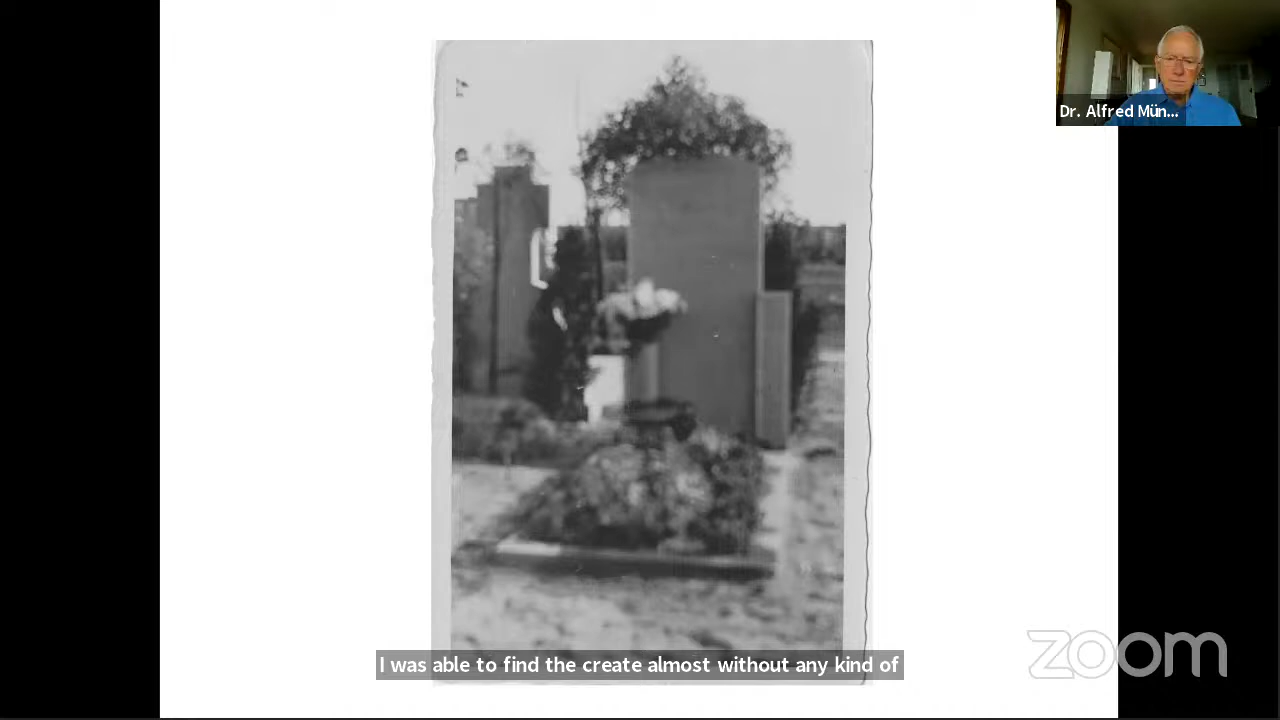 Dr. Alfred Mün...
I was able to find the create almost without any kind of
zoom